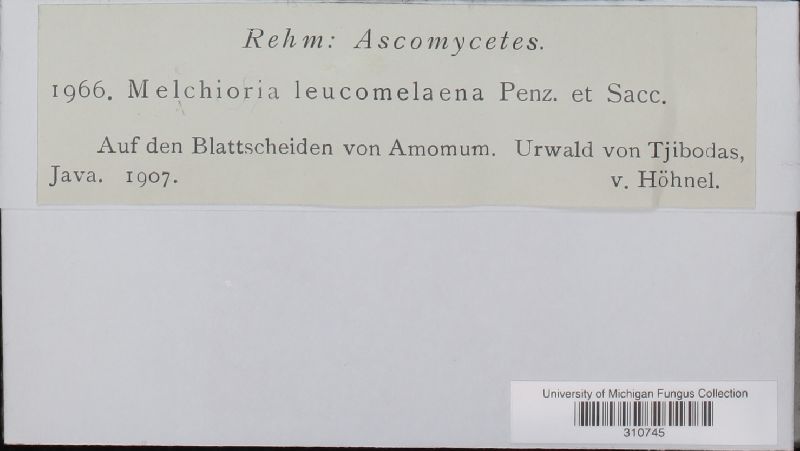 Rehm: Ascomycetes.
1966. Melchioria leucomelaena Penz. et Sacc.
Auf den Blattscheiden von Amomum. Urwald von Tjibodas,
Java. 1907. v. Höhnel.
University of Michigan Fungus Collection
310745